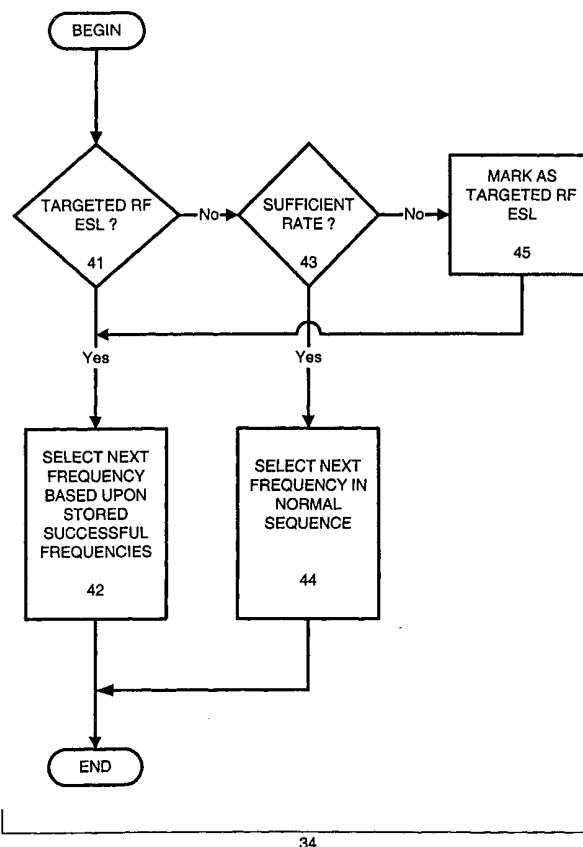 BEGIN
TARGETED RF
ESL ?
41
No
SUFFICIENT
RATE ?
43
No
MARK AS
TARGETED RF
ESL
45
Yes
Yes
SELECT NEXT
FREQUENCY
BASED UPON
STORED
SUCCESSFUL
FREQUENCIES
42
SELECT NEXT
FREQUENCY IN
NORMAL
SEQUENCE
44
END
34